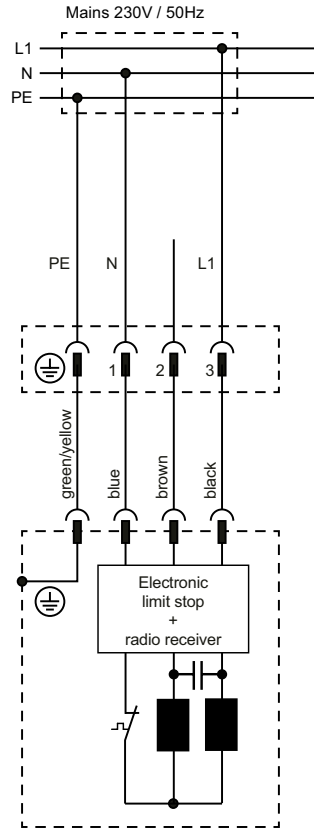 Mains 230V / 50Hz
L1
N
PE
PE
N
L1
1
2
3
green/yellow
blue
brown
black
Electronic
limit stop
+
radio receiver